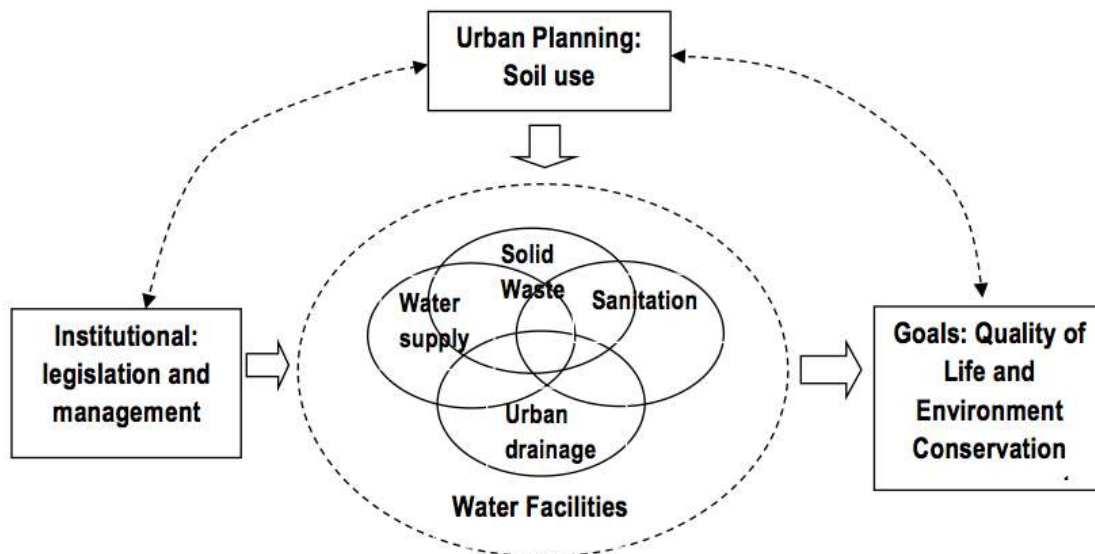 Urban Planning:
Soil use
Solid
Waste
Water
supply
Sanitation
Urban
drainage
Water Facilities
Institutional:
legislation and
management
Goals: Quality of
Life and
Environment
Conservation